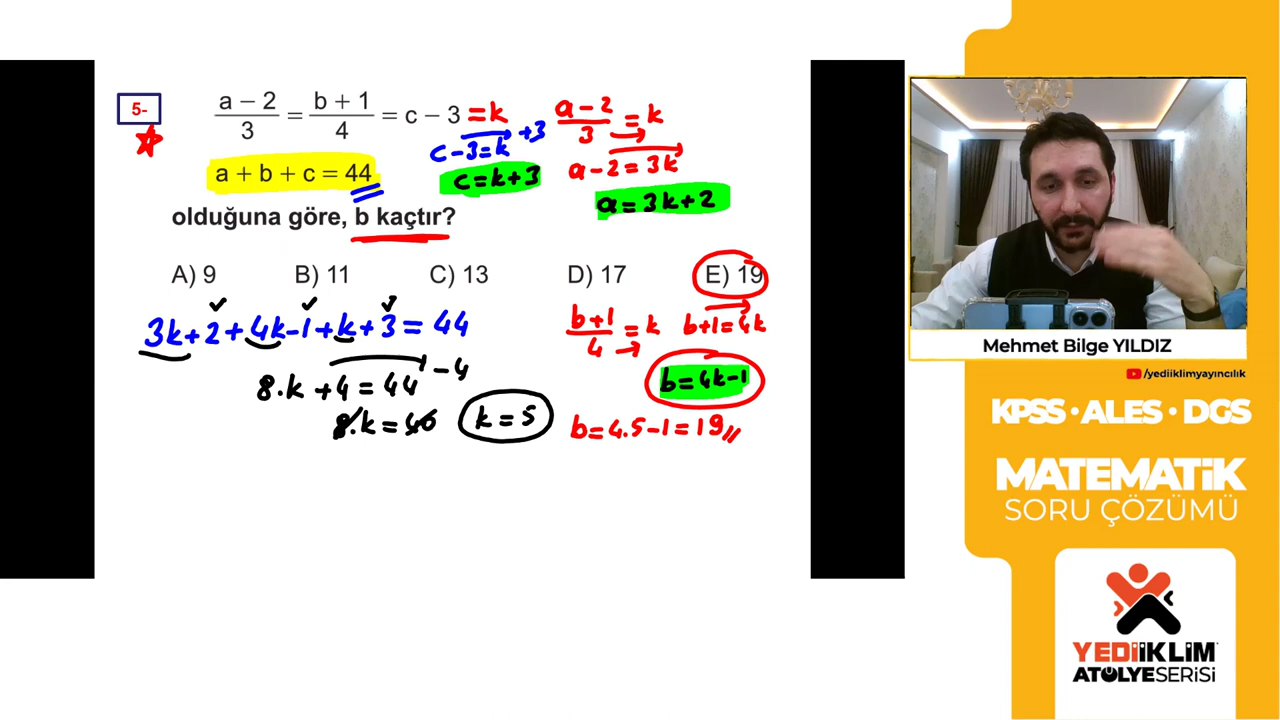 5-
a − 2 / 3 = b + 1 / 4 = c − 3 = k
a + b + c = 44
olduğuna göre, b kaçtır?
c-3=k +3
c=k+3
a-2 / 3 = k
a-2=3k
a=3k+2
A) 9 B) 11 C) 13 D) 17 E) 19
3k+2+4k-1+k+3=44
8.k+4=44 -4
8.k=40
k=5
b+1 / 4 = k b+1=4k
b=4k-1
b=4.5-1=19
Mehmet Bilge YILDIZ
/yediiklimyayıncılık
KPSS • ALES • DGS
MATEMATİK
SORU ÇÖZÜMÜ
YEDİİKLİM
ATÖLYESERİSİ